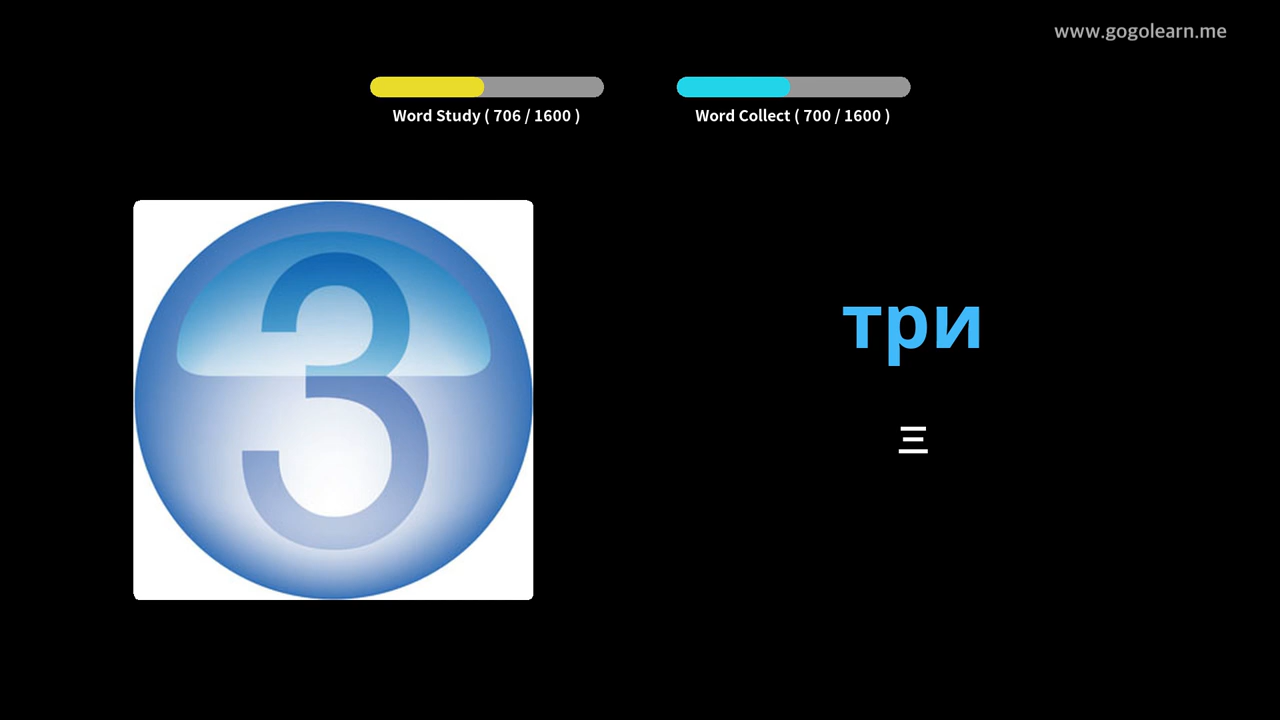 www.gogolearn.me
Word Study ( 706 / 1600 )
Word Collect ( 700 / 1600 )
3
три
三